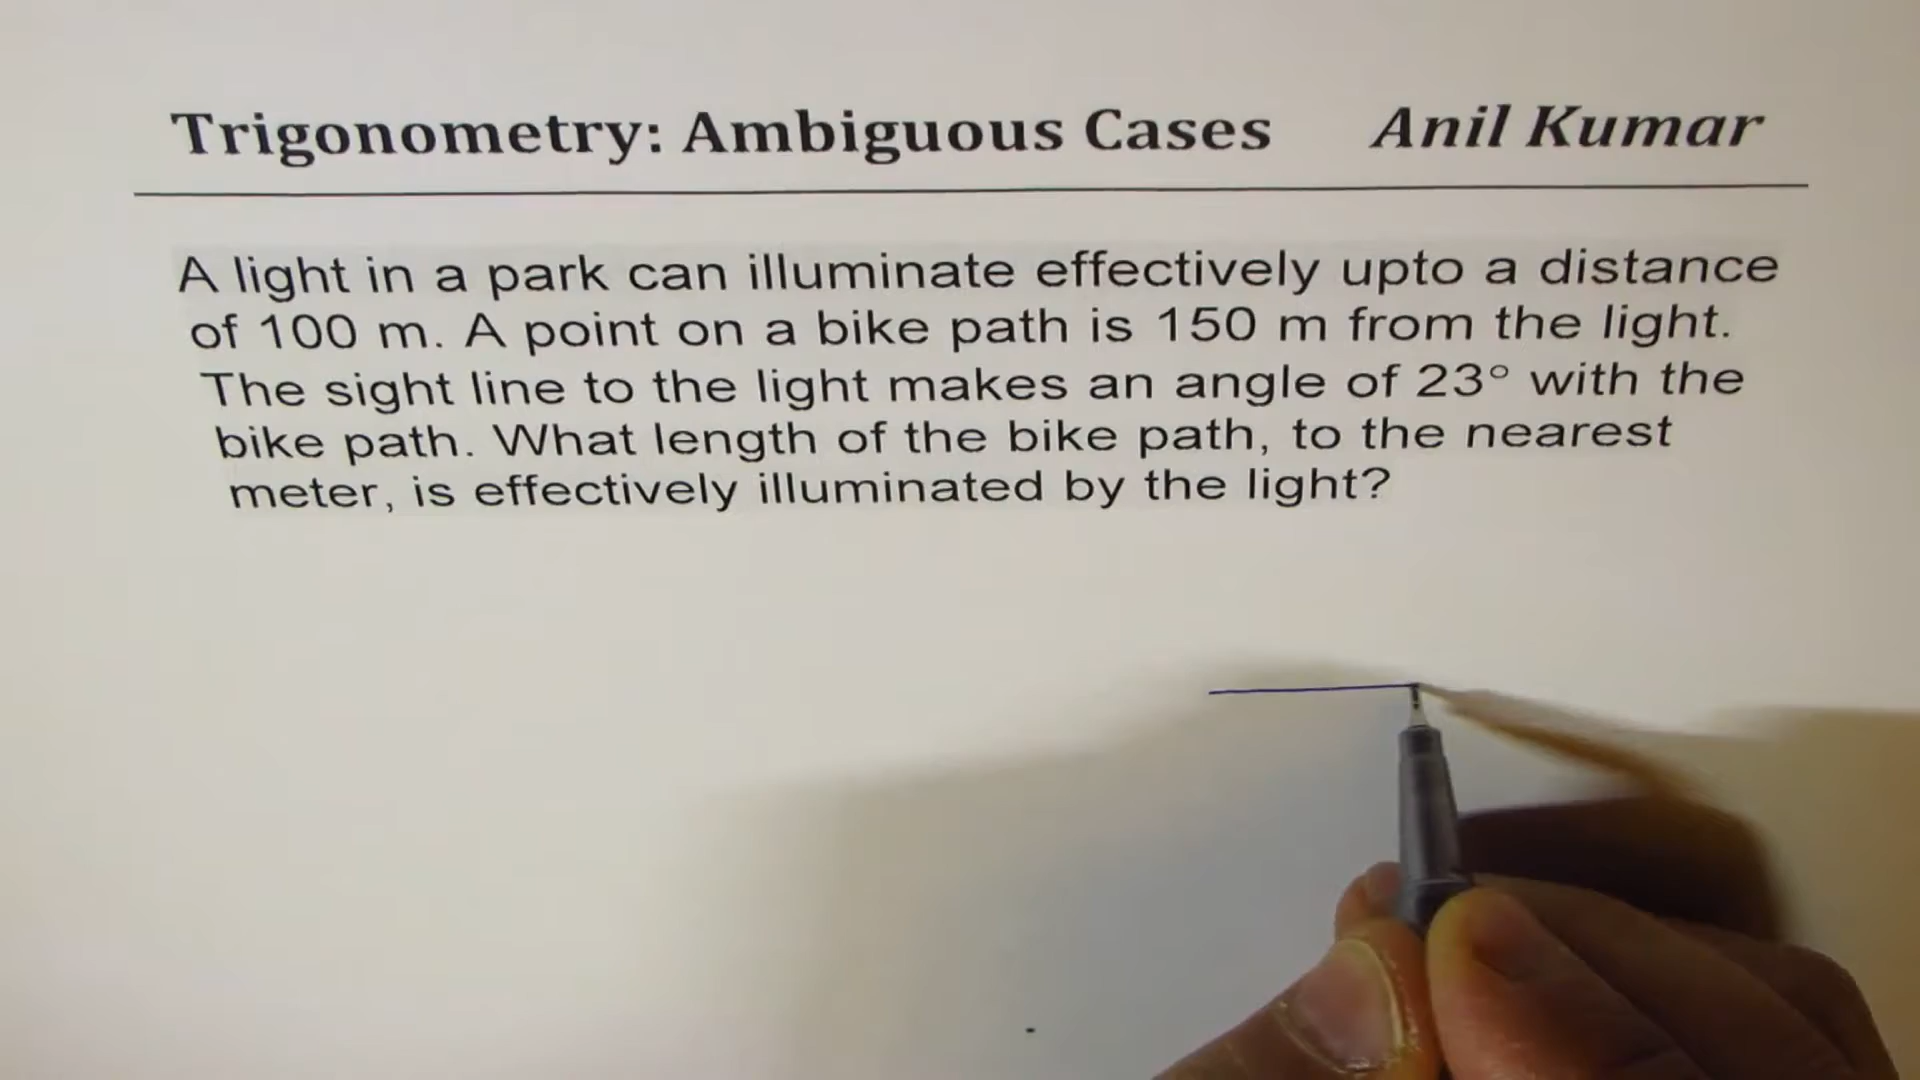 Trigonometry: Ambiguous Cases Anil Kumar
A light in a park can illuminate effectively upto a distance
of 100 m. A point on a bike path is 150 m from the light.
The sight line to the light makes an angle of 23° with the
bike path. What length of the bike path, to the nearest
meter, is effectively illuminated by the light?